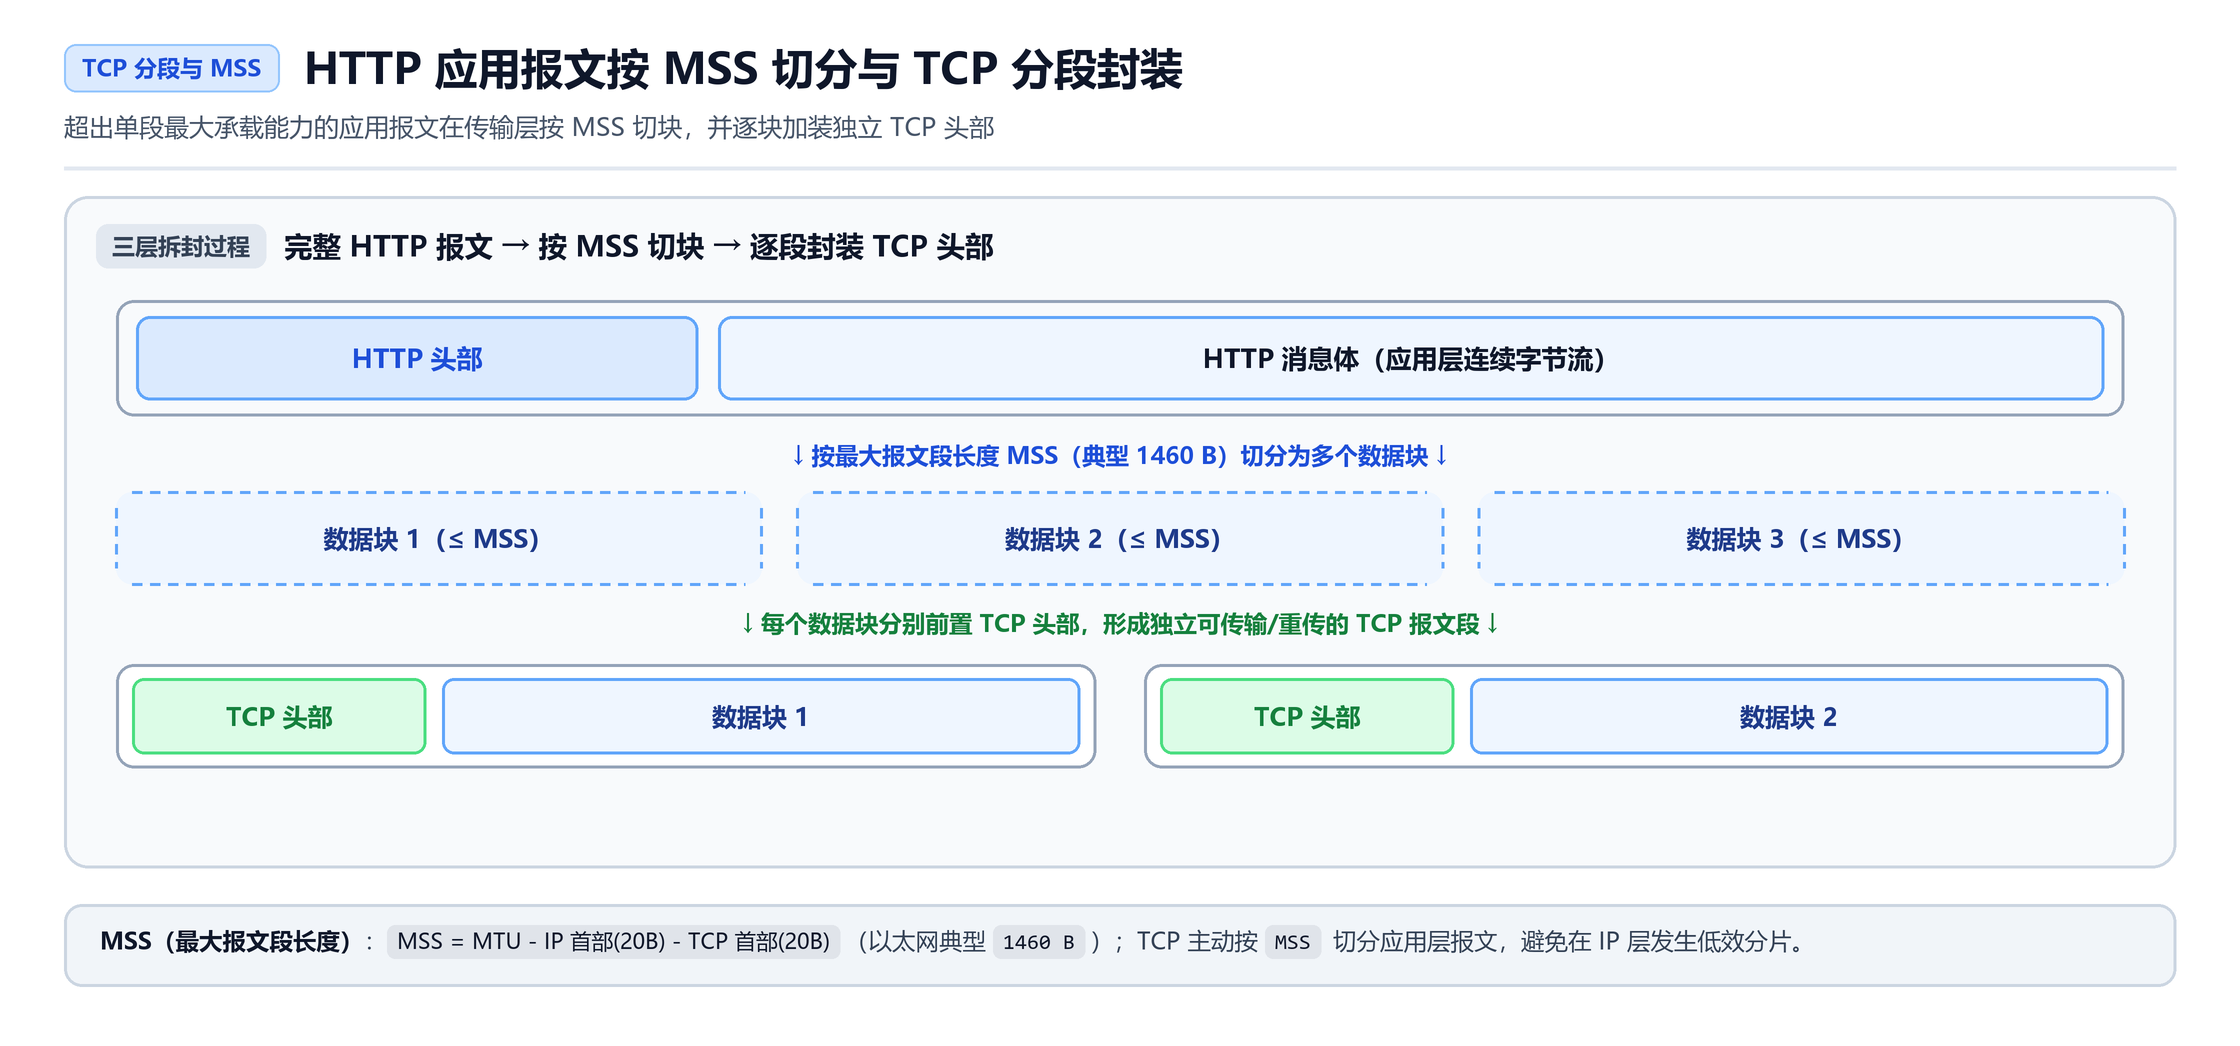 TCP 分段与 MSS
HTTP 应用报文按 MSS 切分与 TCP 分段封装
超出单段最大承载能力的应用报文在传输层按 MSS 切块，并逐块加装独立 TCP 头部
三层拆封过程
完整 HTTP 报文 → 按 MSS 切块 → 逐段封装 TCP 头部
HTTP 头部
HTTP 消息体（应用层连续字节流）
↓ 按最大报文段长度 MSS（典型 1460 B）切分为多个数据块 ↓
数据块 1（≤ MSS）
数据块 2（≤ MSS）
数据块 3（≤ MSS）
↓ 每个数据块分别前置 TCP 头部，形成独立可传输/重传的 TCP 报文段 ↓
TCP 头部
数据块 1
TCP 头部
数据块 2
MSS（最大报文段长度）：MSS = MTU - IP 首部(20B) - TCP 首部(20B)（以太网典型 1460 B）；TCP 主动按 MSS 切分应用层报文，避免在 IP 层发生低效分片。